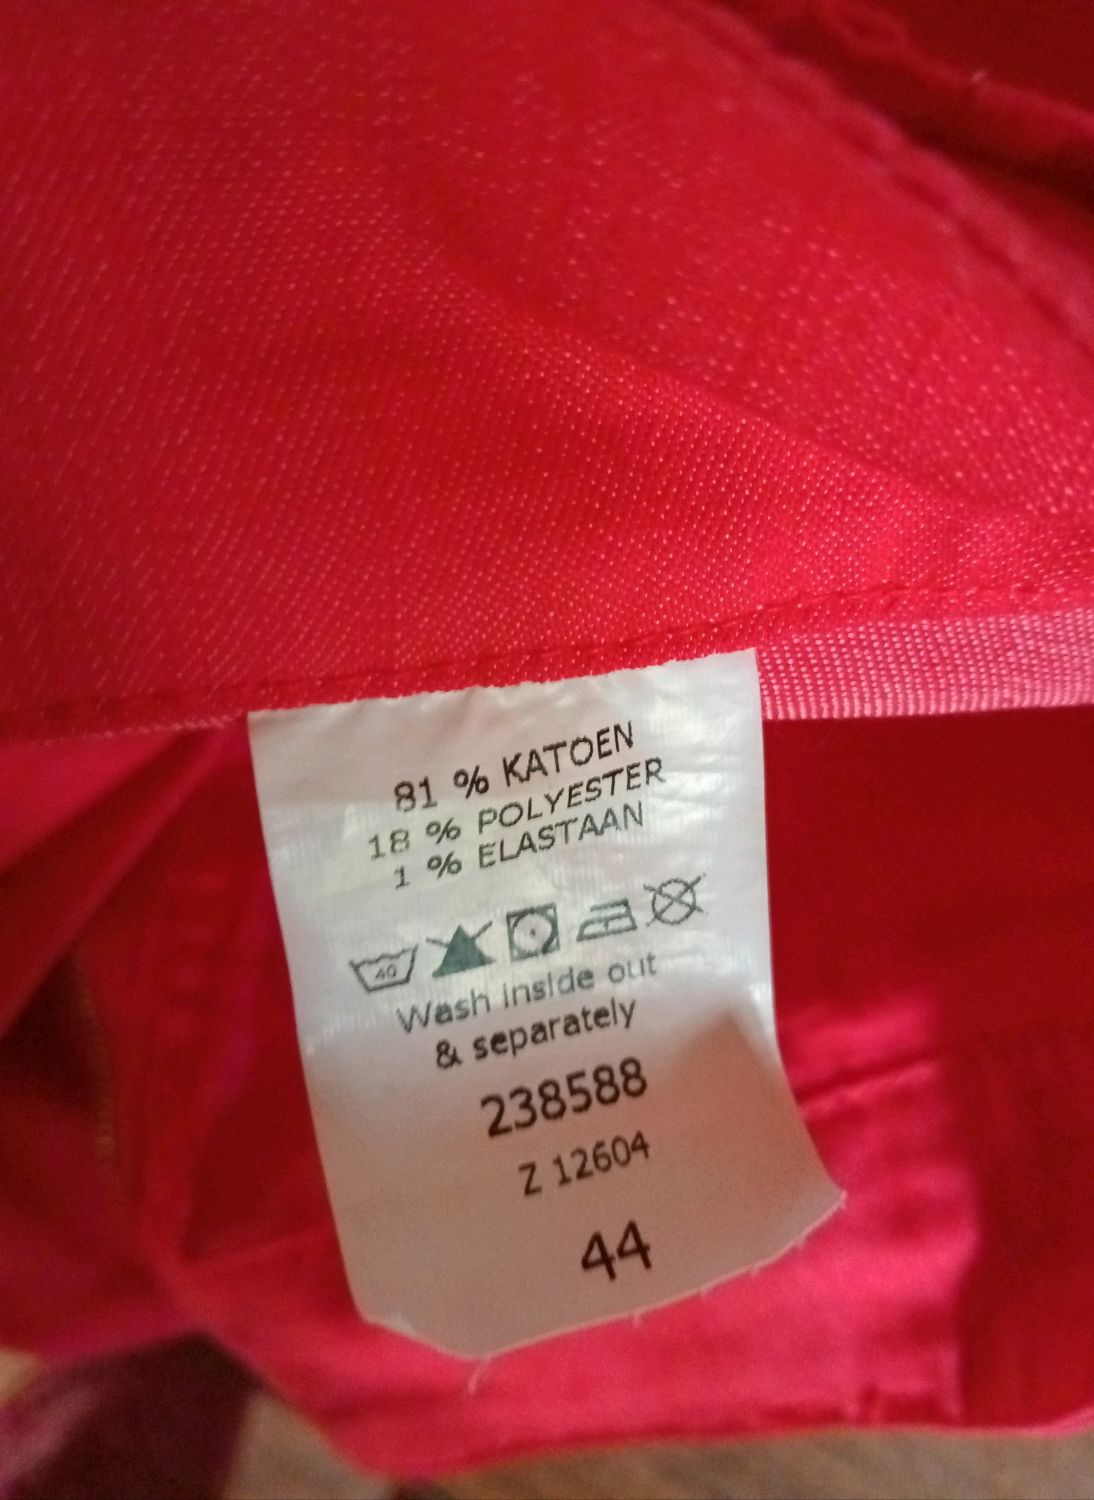 81 % KATOEN
18 % POLYESTER
1 % ELASTAAN
40
Wash inside out
& separately
238588
Z 12604
44